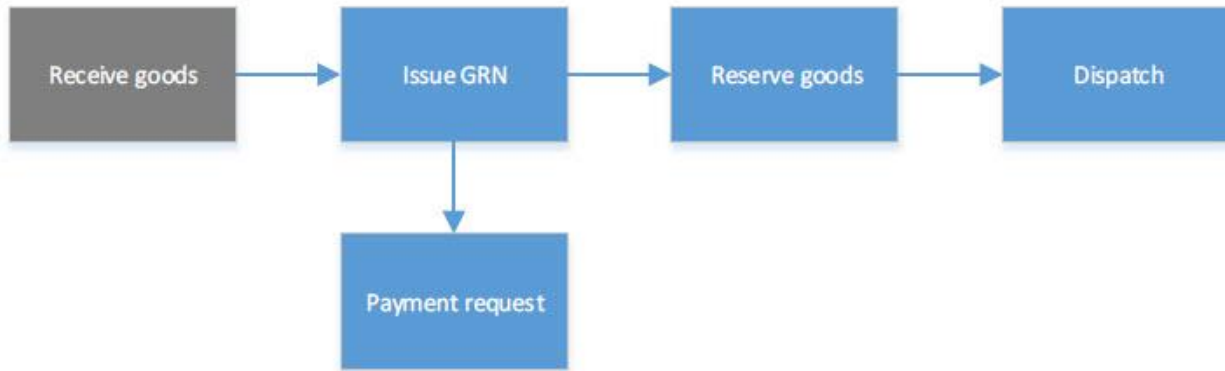 Receive goods
Issue GRN
Reserve goods
Dispatch
Payment request